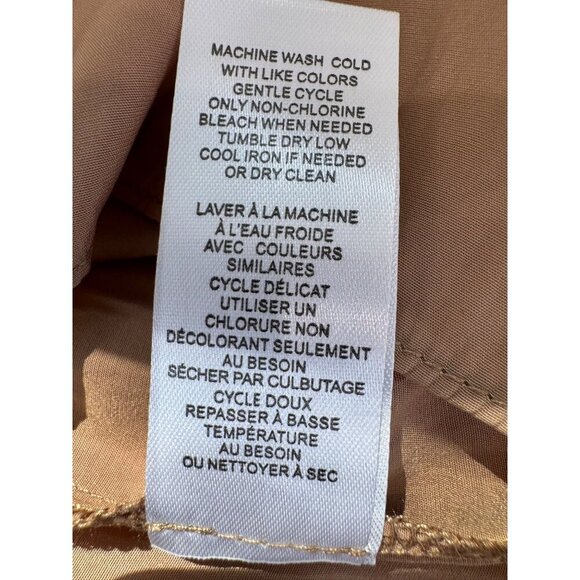 MACHINE WASH COLD
WITH LIKE COLORS
GENTLE CYCLE
ONLY NON-CHLORINE
BLEACH WHEN NEEDED
TUMBLE DRY LOW
COOL IRON IF NEEDED
OR DRY CLEAN
LAVER À LA MACHINE
À L'EAU FROIDE
AVEC COULEURS
SIMILAIRES
CYCLE DÉLICAT
UTILISER UN
CHLORURE NON
DÉCOLORANT SEULEMENT
AU BESOIN
SÉCHER PAR CULBUTAGE
CYCLE DOUX
REPASSER À BASSE
TEMPÉRATURE
AU BESOIN
OU NETTOYER À SEC